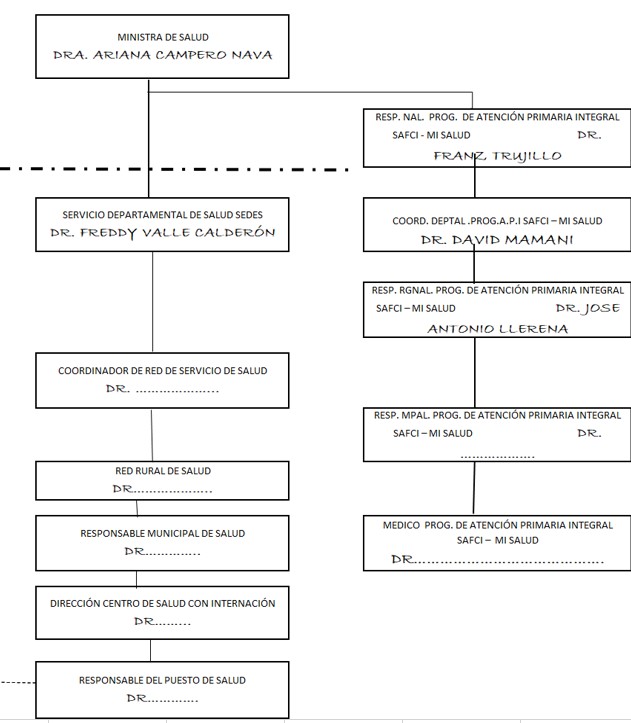 MINISTRA DE SALUD
DRA. ARIANA CAMPERO NAVA
RESP. NAL. PROG. DE ATENCIÓN PRIMARIA INTEGRAL
SAFCI - MI SALUD DR.
FRANZ TRUJILLO
SERVICIO DEPARTAMENTAL DE SALUD SEDES
DR. FREDDY VALLE CALDERÓN
COORD. DEPTAL .PROG.A.P.I SAFCI – MI SALUD
DR. DAVID MAMANI
RESP. RGNAL. PROG. DE ATENCIÓN PRIMARIA INTEGRAL
SAFCI – MI SALUD DR. JOSE
ANTONIO LLERENA
COORDINADOR DE RED DE SERVICIO DE SALUD
DR. ....................
RESP. MPAL. PROG. DE ATENCIÓN PRIMARIA INTEGRAL
SAFCI – MI SALUD DR.
..................
RED RURAL DE SALUD
DR....................
RESPONSABLE MUNICIPAL DE SALUD
DR..............
MEDICO PROG. DE ATENCIÓN PRIMARIA INTEGRAL
SAFCI – MI SALUD
DR.............................................
DIRECCIÓN CENTRO DE SALUD CON INTERNACIÓN
DR.........
RESPONSABLE DEL PUESTO DE SALUD
DR.............